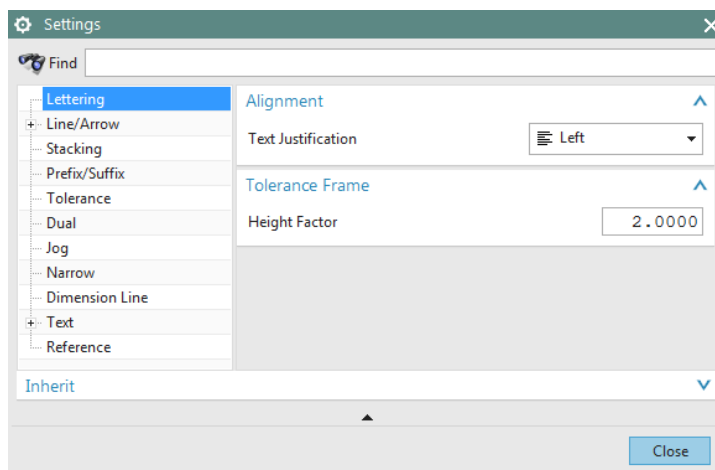 Settings
Find
Lettering
Line/Arrow
Stacking
Prefix/Suffix
Tolerance
Dual
Jog
Narrow
Dimension Line
Text
Reference
Alignment
Text Justification Left
Tolerance Frame
Height Factor 2.0000
Inherit
Close